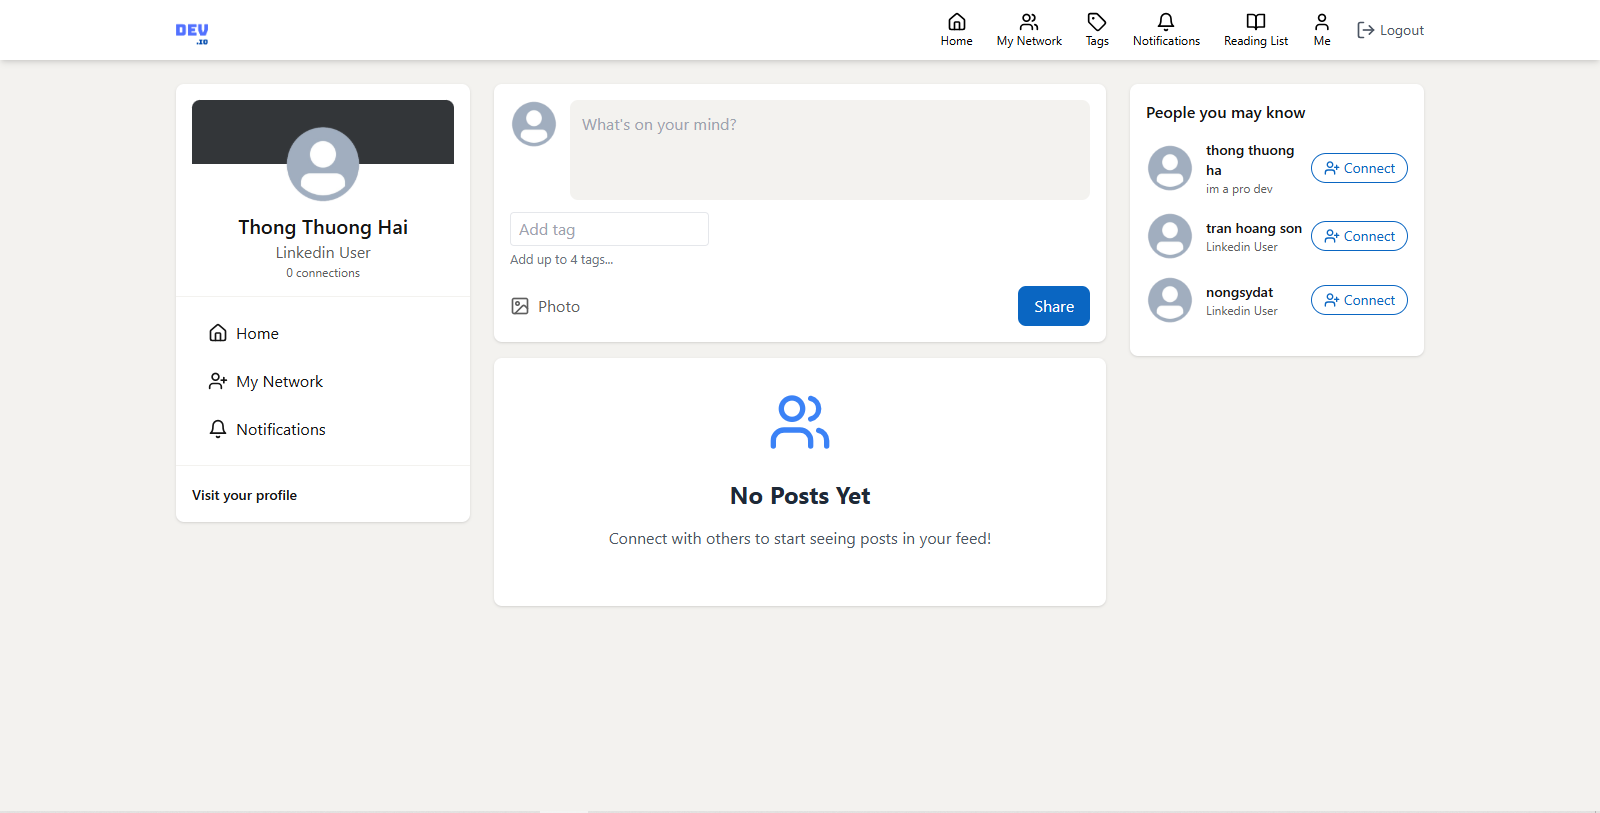 DEV
.IO
Home
My Network
Tags
Notifications
Reading List
Me
Logout
Thong Thuong Hai
Linkedin User
0 connections
Home
My Network
Notifications
Visit your profile
What's on your mind?
Add tag
Add up to 4 tags...
Photo
Share
No Posts Yet
Connect with others to start seeing posts in your feed!
People you may know
thong thuong
ha
im a pro dev
Connect
tran hoang son
Linkedin User
Connect
nongsydat
Linkedin User
Connect